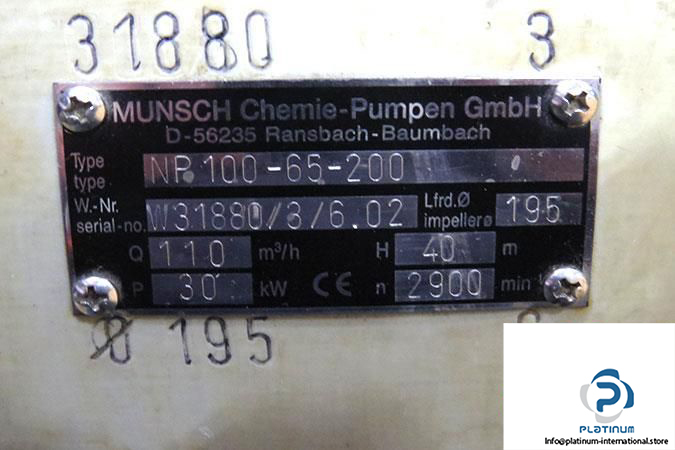 31880 3
MUNSCH Chemie-Pumpen GmbH
D-56235 Ransbach-Baumbach
Type
type NP 100-65-200
W.-Nr. Lfrd.Ø
serial-no. W31880/3/6.02 impellerø 195
Q 110 m³/h H 40 m
P 30 kW CE n 2900 min
Ø 195
PLATINUM
Info@platinum-international.store